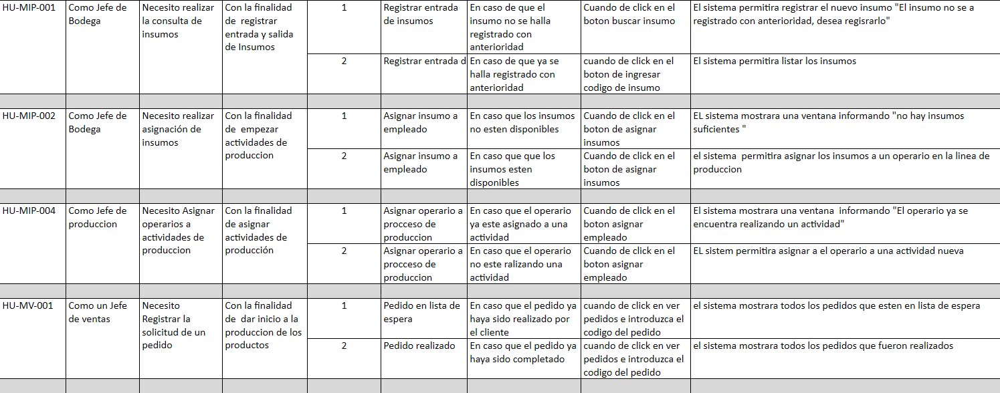 HU-MIP-001
Como Jefe de
Bodega
Necesito realizar
la consulta de
insumos
Con la finalidad
de  registrar
entrada y salida
de Insumos
1
Registrar entrada
de insumos
En caso de que el
insumo no se halla
registrado con
anterioridad
Cuando de click en el
boton buscar insumo
El sistema permitira registrar el nuevo insumo "El insumo no se a
registrado con anterioridad, desea regisrarlo"
2
Registrar entrada d
En caso de que ya se
halla registrado con
anterioridad
cuando de click en el
boton de ingresar
codigo de insumo
El sistema permitira listar los insumos
HU-MIP-002
Como Jefe de
Bodega
Necesito realizar
asignación de
insumos
Con la finalidad
de  empezar
actividades de
produccion
1
Asignar insumo a
empleado
En caso que los insumos
no esten disponibles
Cuando de click en el
boton de asignar
insumos
EL sistema mostrara una ventana informando "no hay insumos
suficientes "
2
Asignar insumo a
empleado
En caso que que los
insumos esten
disponibles
Cuando de click en el
boton de asignar
insumos
el sistema  permitira asignar los insumos a un operario en la linea de
produccion
HU-MIP-004
Como Jefe de
produccion
Necesito Asignar
operarios a
actividades de
produccion
Con la finalidad
de asignar
actividades de
producción
1
Asignar operario a
procceso de
produccion
En caso que el operario
ya este asignado a una
actividad
Cuando de click en el
boton asignar
empleado
El sistema mostrara una ventana  informando "El operario ya se
encuentra realizando un actividad"
2
Asignar operario a
procceso de
produccion
En caso que el operario
no este ralizando una
actividad
Cuando de click en el
boton asignar
empleado
EL sistem permitira asignar a el operario a una actividad nueva
HU-MV-001
Como un Jefe
de ventas
Necesito
Registrar la
solicitud de un
pedido
Con la finalidad
de  dar inicio a la
produccion de los
productos
1
Pedido en lista de
espera
En caso que el pedido ya
haya sido realizado por
el cliente
cuando de click en ver
pedidos e introduzca el
codigo del pedido
el sistema mostrara todos los pedidos que esten en lista de espera
2
Pedido realizado
En caso que el pedido ya
haya sido completado
cuando de click en ver
pedidos e introduzca el
codigo del pedido
el sistema mostrara todos los pedidos que fueron realizados